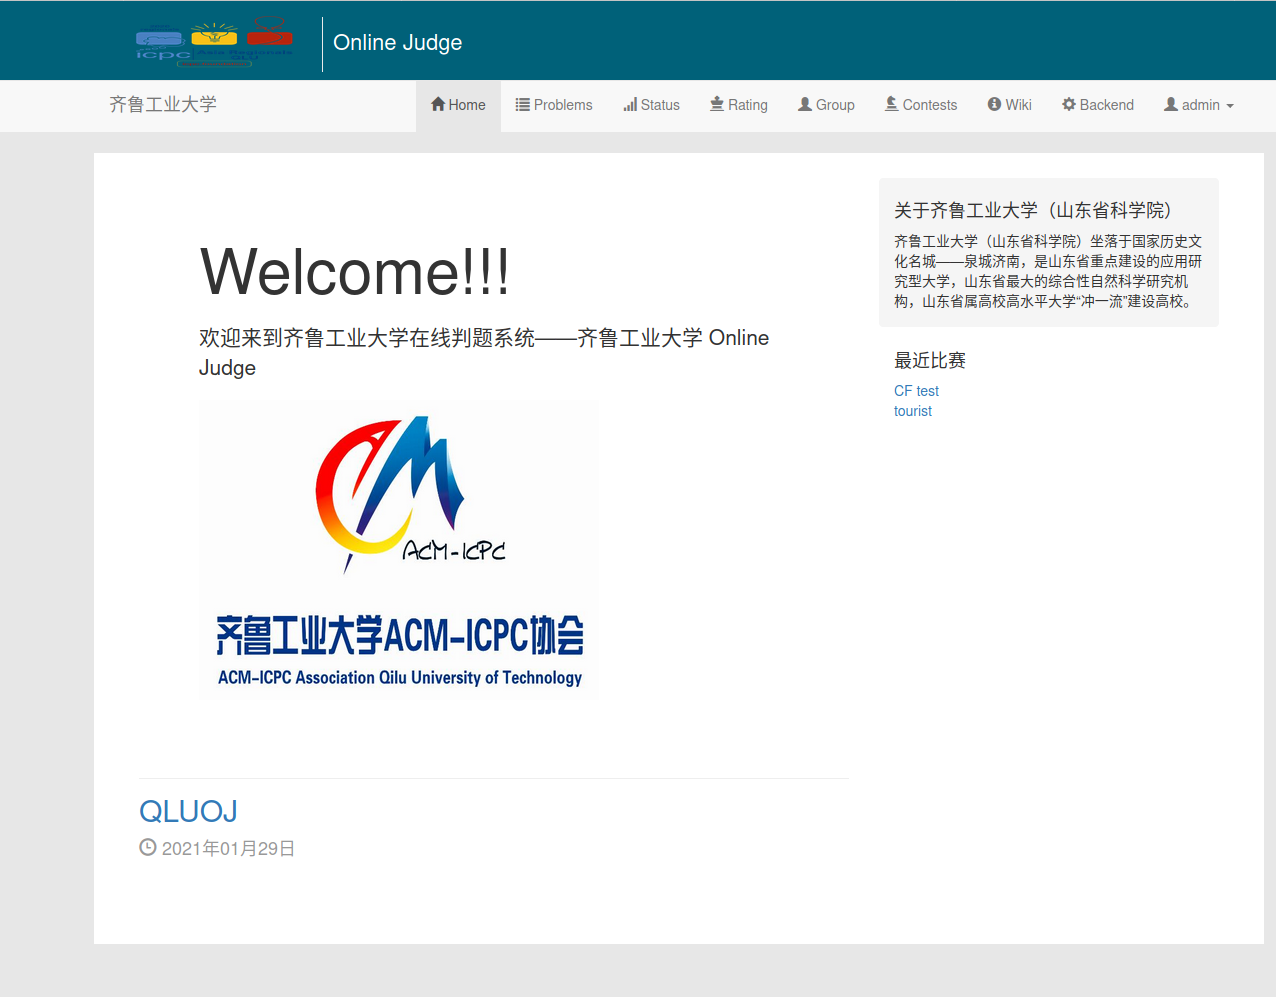 icpc
Online Judge
齐鲁工业大学
Home
Problems
Status
Rating
Group
Contests
Wiki
Backend
admin
Welcome!!!
欢迎来到齐鲁工业大学在线判题系统——齐鲁工业大学 Online
Judge
ACM-ICPC
齐鲁工业大学ACM-ICPC协会
ACM-ICPC Association Qilu University of Technology
QLUOJ
2021年01月29日
关于齐鲁工业大学（山东省科学院）
齐鲁工业大学（山东省科学院）坐落于国家历史文
化名城——泉城济南，是山东省重点建设的应用研
究型大学，山东省最大的综合性自然科学研究机
构，山东省属高校高水平大学“冲一流”建设高校。
最近比赛
CF test
tourist